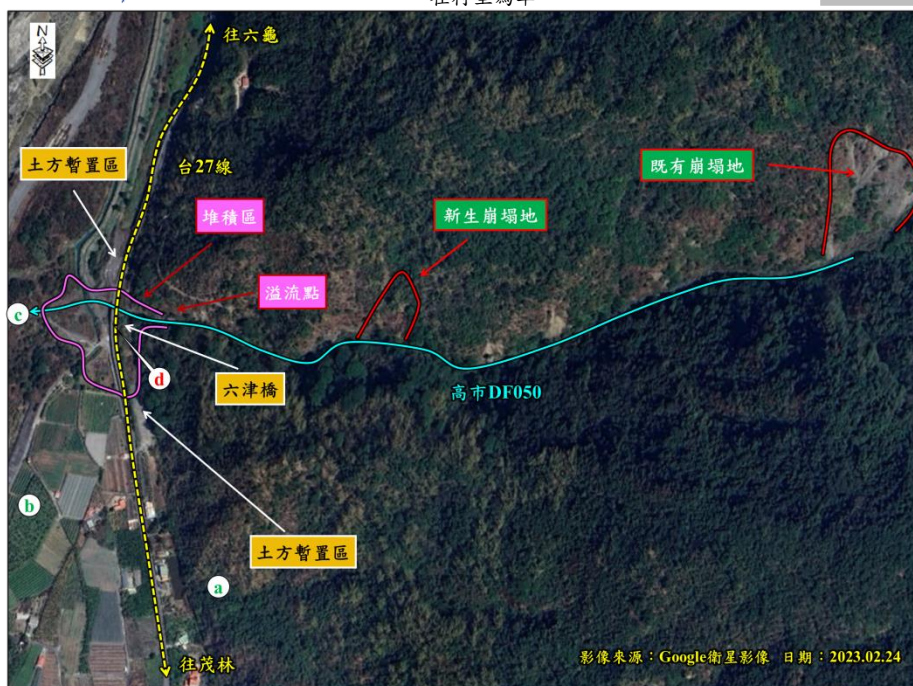 N
往六龜
土方暫置區
台27線
既有崩塌地
堆積區
新生崩塌地
溢流點
c
d
六津橋
高市DF050
b
土方暫置區
a
往茂林
影像來源：Google衛星影像 日期：2023.02.24